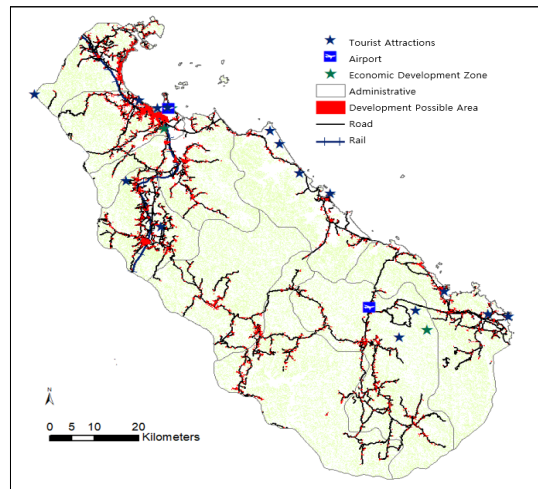 Tourist Attractions
Airport
Economic Development Zone
Administrative
Development Possible Area
Road
Rail
N
0 5 10 20
Kilometers